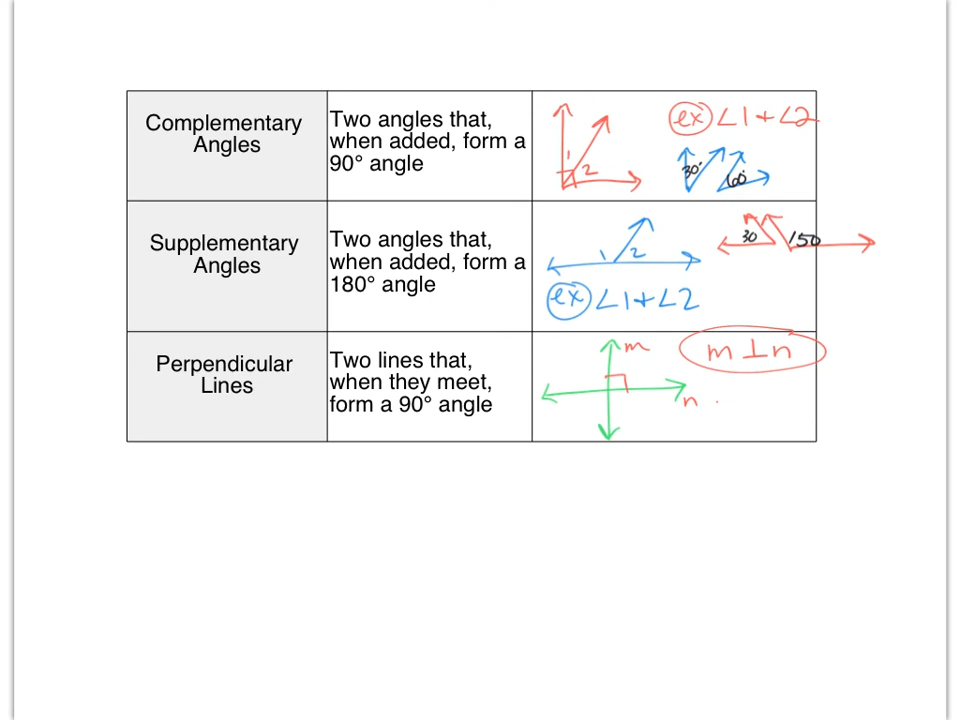 Complementary
Angles
Two angles that,
when added, form a
90° angle
1
2
ex ∠1+∠2
30°
60°
Supplementary
Angles
Two angles that,
when added, form a
180° angle
1
2
30
150
ex ∠1+∠2
Perpendicular
Lines
Two lines that,
when they meet,
form a 90° angle
m
n
m⊥n